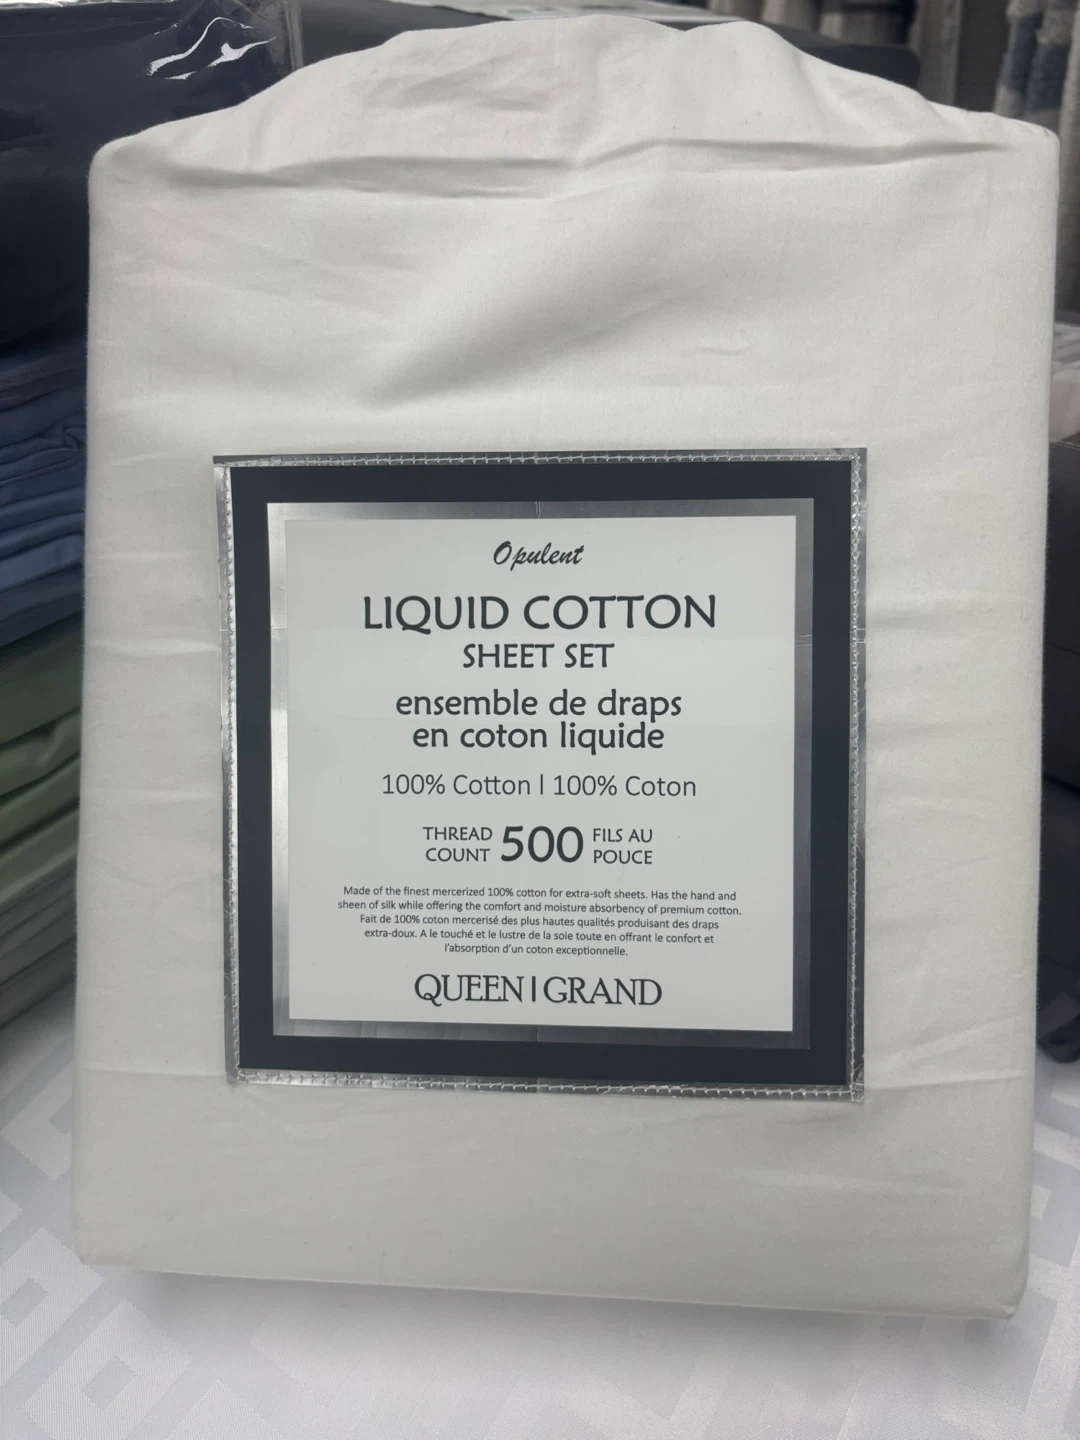 Opulent
LIQUID COTTON
SHEET SET
ensemble de draps
en coton liquide
100% Cotton | 100% Coton
THREAD COUNT 500 FILS AU POUCE
Made of the finest mercerized 100% cotton for extra-soft sheets. Has the hand and
sheen of silk while offering the comfort and moisture absorbency of premium cotton.
Fait de 100% coton mercerisé des plus hautes qualités produisant des draps
extra-doux. A le touché et le lustre de la soie toute en offrant le confort et
l'absorption d'un coton exceptionnelle.
QUEEN | GRAND